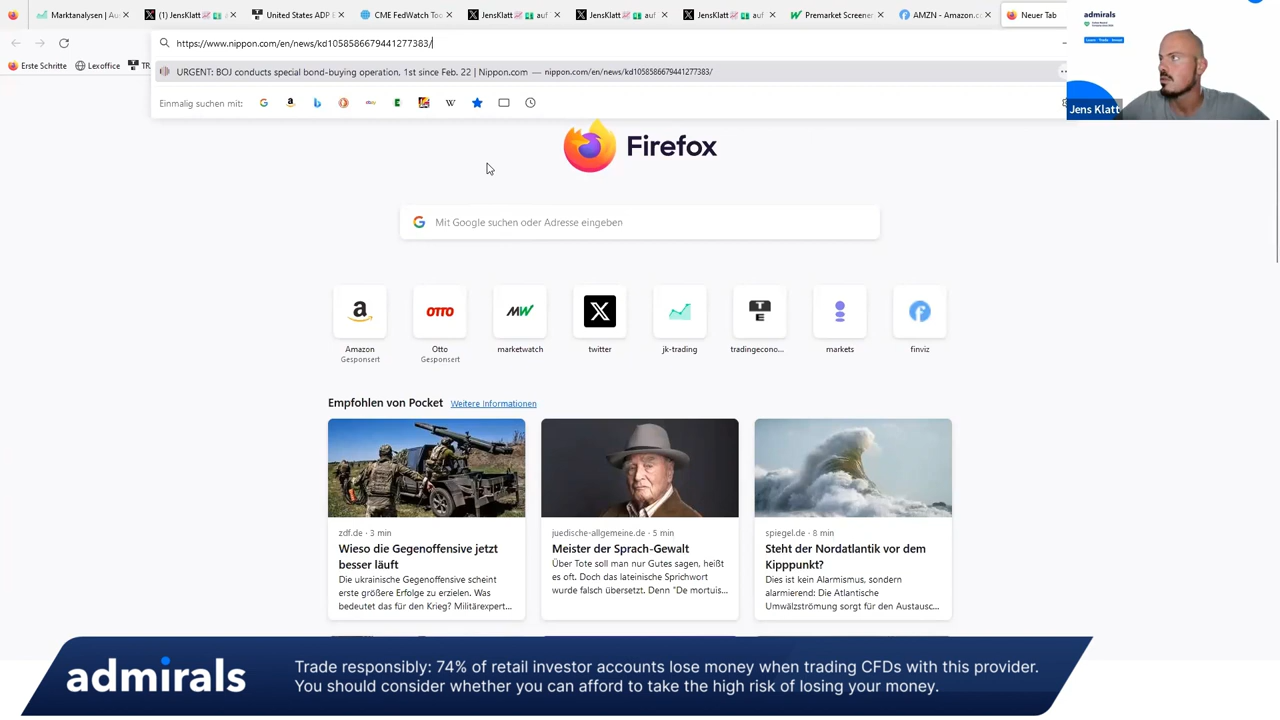 Marktanalysen | Au
(1) JensKlatt
United States ADP E
CME FedWatch Too
JensKlatt auf
JensKlatt auf
JensKlatt auf
Premarket Screener
AMZN - Amazon.co
Neuer Tab
https://www.nippon.com/en/news/kd1058586679441277383/
Erste Schritte
Lexoffice
URGENT: BOJ conducts special bond-buying operation, 1st since Feb. 22 | Nippon.com — nippon.com/en/news/kd1058586679441277383/
Einmalig suchen mit:
admirals
Jens Klatt
Firefox
Mit Google suchen oder Adresse eingeben
OTTO
MW
TE
Amazon
Gesponsert
Otto
Gesponsert
marketwatch
twitter
jk-trading
tradingecono...
markets
finviz
Empfohlen von Pocket Weitere Informationen
zdf.de · 3 min
Wieso die Gegenoffensive jetzt
besser läuft
Die ukrainische Gegenoffensive scheint
erste größere Erfolge zu erzielen. Was
bedeutet das für den Krieg? Militärexpert...
juedische-allgemeine.de · 5 min
Meister der Sprach-Gewalt
Über Tote soll man nur Gutes sagen, heißt
es oft. Doch das lateinische Sprichwort
wurde falsch übersetzt. Denn "De mortuis...
spiegel.de · 8 min
Steht der Nordatlantik vor dem
Kipppunkt?
Dies ist kein Alarmismus, sondern
alarmierend: Die Atlantische
Umwälzströmung sorgt für den Austausc...
admirals
Trade responsibly: 74% of retail investor accounts lose money when trading CFDs with this provider.
You should consider whether you can afford to take the high risk of losing your money.